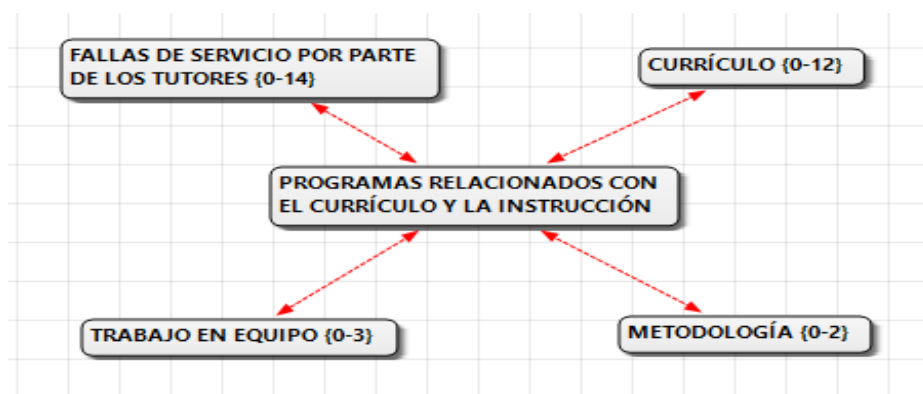 FALLAS DE SERVICIO POR PARTE
DE LOS TUTORES {0-14}
CURRÍCULO {0-12}
PROGRAMAS RELACIONADOS CON
EL CURRÍCULO Y LA INSTRUCCIÓN
TRABAJO EN EQUIPO {0-3}
METODOLOGÍA {0-2}